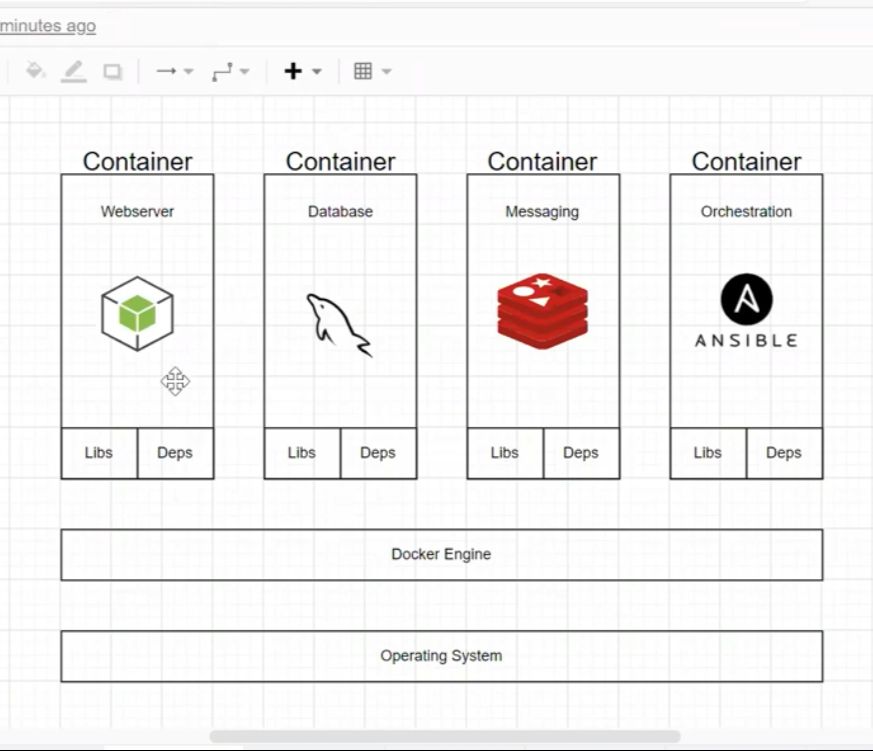 minutes ago
Container Container Container Container
Webserver Database Messaging Orchestration
ANSIBLE
Libs Deps Libs Deps Libs Deps Libs Deps
Docker Engine
Operating System